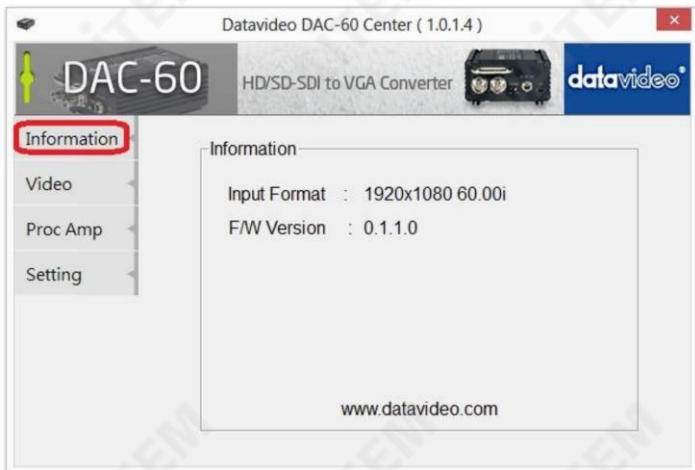 Datavideo DAC-60 Center ( 1.0.1.4 )
DAC-60 HD/SD-SDI to VGA Converter datavideo
Information
Video
Proc Amp
Setting
Information
Input Format : 1920x1080 60.00i
F/W Version : 0.1.1.0
www.datavideo.com